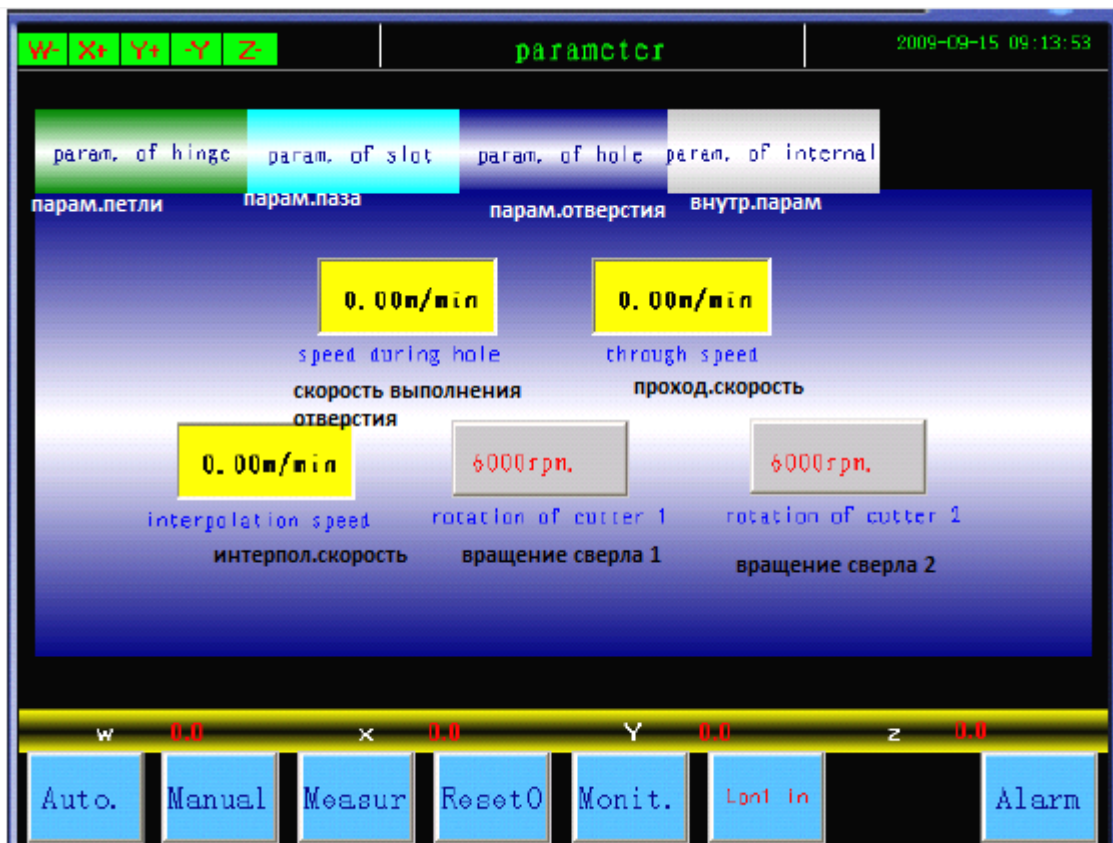 W- X+ Y+ -Y Z- parameter 2009-09-15 09:13:53
param. of hinge param. of slot param. of hole param. of internal
парам.петли парам.паза парам.отверстия внутр.парам
0.00m/min 0.00m/min
speed during hole through speed
скорость выполнения проход.скорость
отверстия
0.00m/min 6000rpm. 6000rpm.
interpolation speed rotation of cutter 1 rotation of cutter 2
интерпол.скорость вращение сверла 1 вращение сверла 2
W 0.0 X 0.0 Y 0.0 Z 0.0
Auto. Manual Measur Reset0 Monit. in Alarm